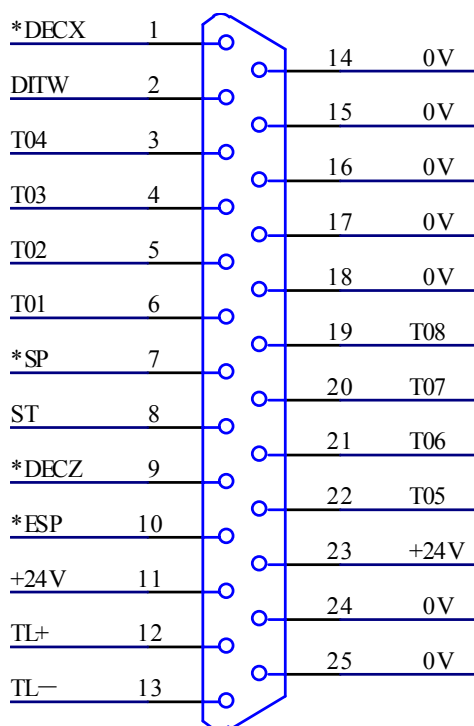 *DECX 1
14 0V
DITW 2
15 0V
T04 3
16 0V
T03 4
17 0V
T02 5
18 0V
T01 6
19 T08
*SP 7
20 T07
ST 8
21 T06
*DECZ 9
22 T05
*ESP 10
23 +24V
+24V 11
24 0V
TL+ 12
25 0V
TL— 13